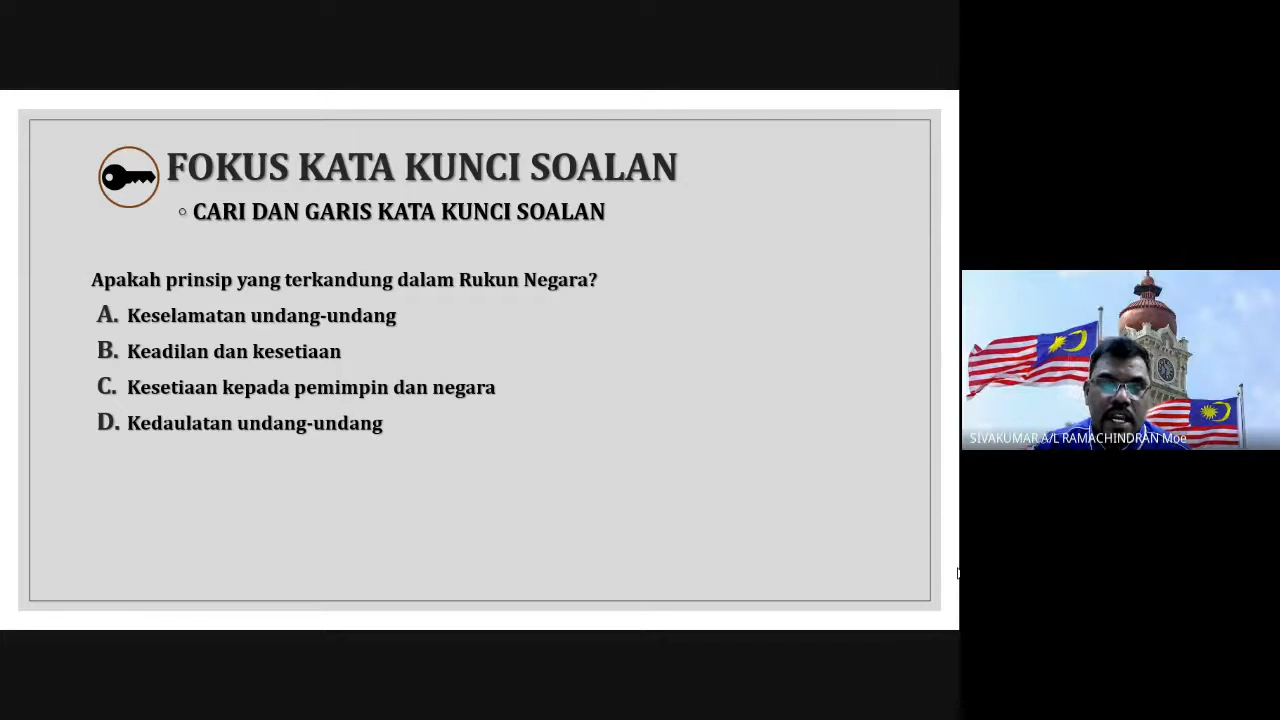 FOKUS KATA KUNCI SOALAN
◦ CARI DAN GARIS KATA KUNCI SOALAN
Apakah prinsip yang terkandung dalam Rukun Negara?
A. Keselamatan undang-undang
B. Keadilan dan kesetiaan
C. Kesetiaan kepada pemimpin dan negara
D. Kedaulatan undang-undang
SIVAKUMAR A/L RAMACHINDRAN Moe